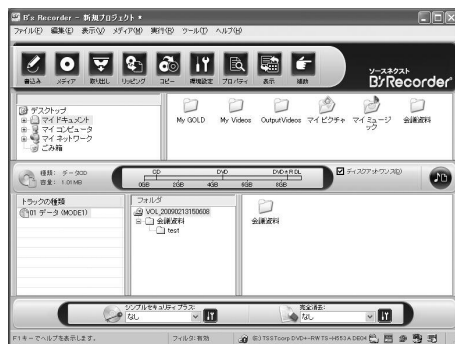 B's Recorder - 新規プロジェクト *
ファイル(F) 編集(E) 表示(V) メディア(M) 実行(R) ツール(T) ヘルプ(H)
書込み メディア 取り出し リッピング コピー 環境設定 プロパティ 表示 補助
ソースネクスト
B's Recorder
デスクトップ
マイ ドキュメント
マイ コンピュータ
マイ ネットワーク
ごみ箱
My GOLD My Videos OutputVideos マイ ピクチャ マイ ミュージック 会議資料
種類: データCD
容量: 1.01MB
CD DVD DVD+R DL
0GB 2GB 4GB 6GB 8GB
ディスクアットワンス(D)
トラックの種類
01 データ (MODE1)
フォルダ
VOL_20090213150608
会議資料
test
会議資料
シンプルセキュリティプラス:
なし
完全消去:
なし
F1キーでヘルプを表示します。
フィルタ:有効
(E:) TSSTcorp DVD+-RW TS-H653A DE04